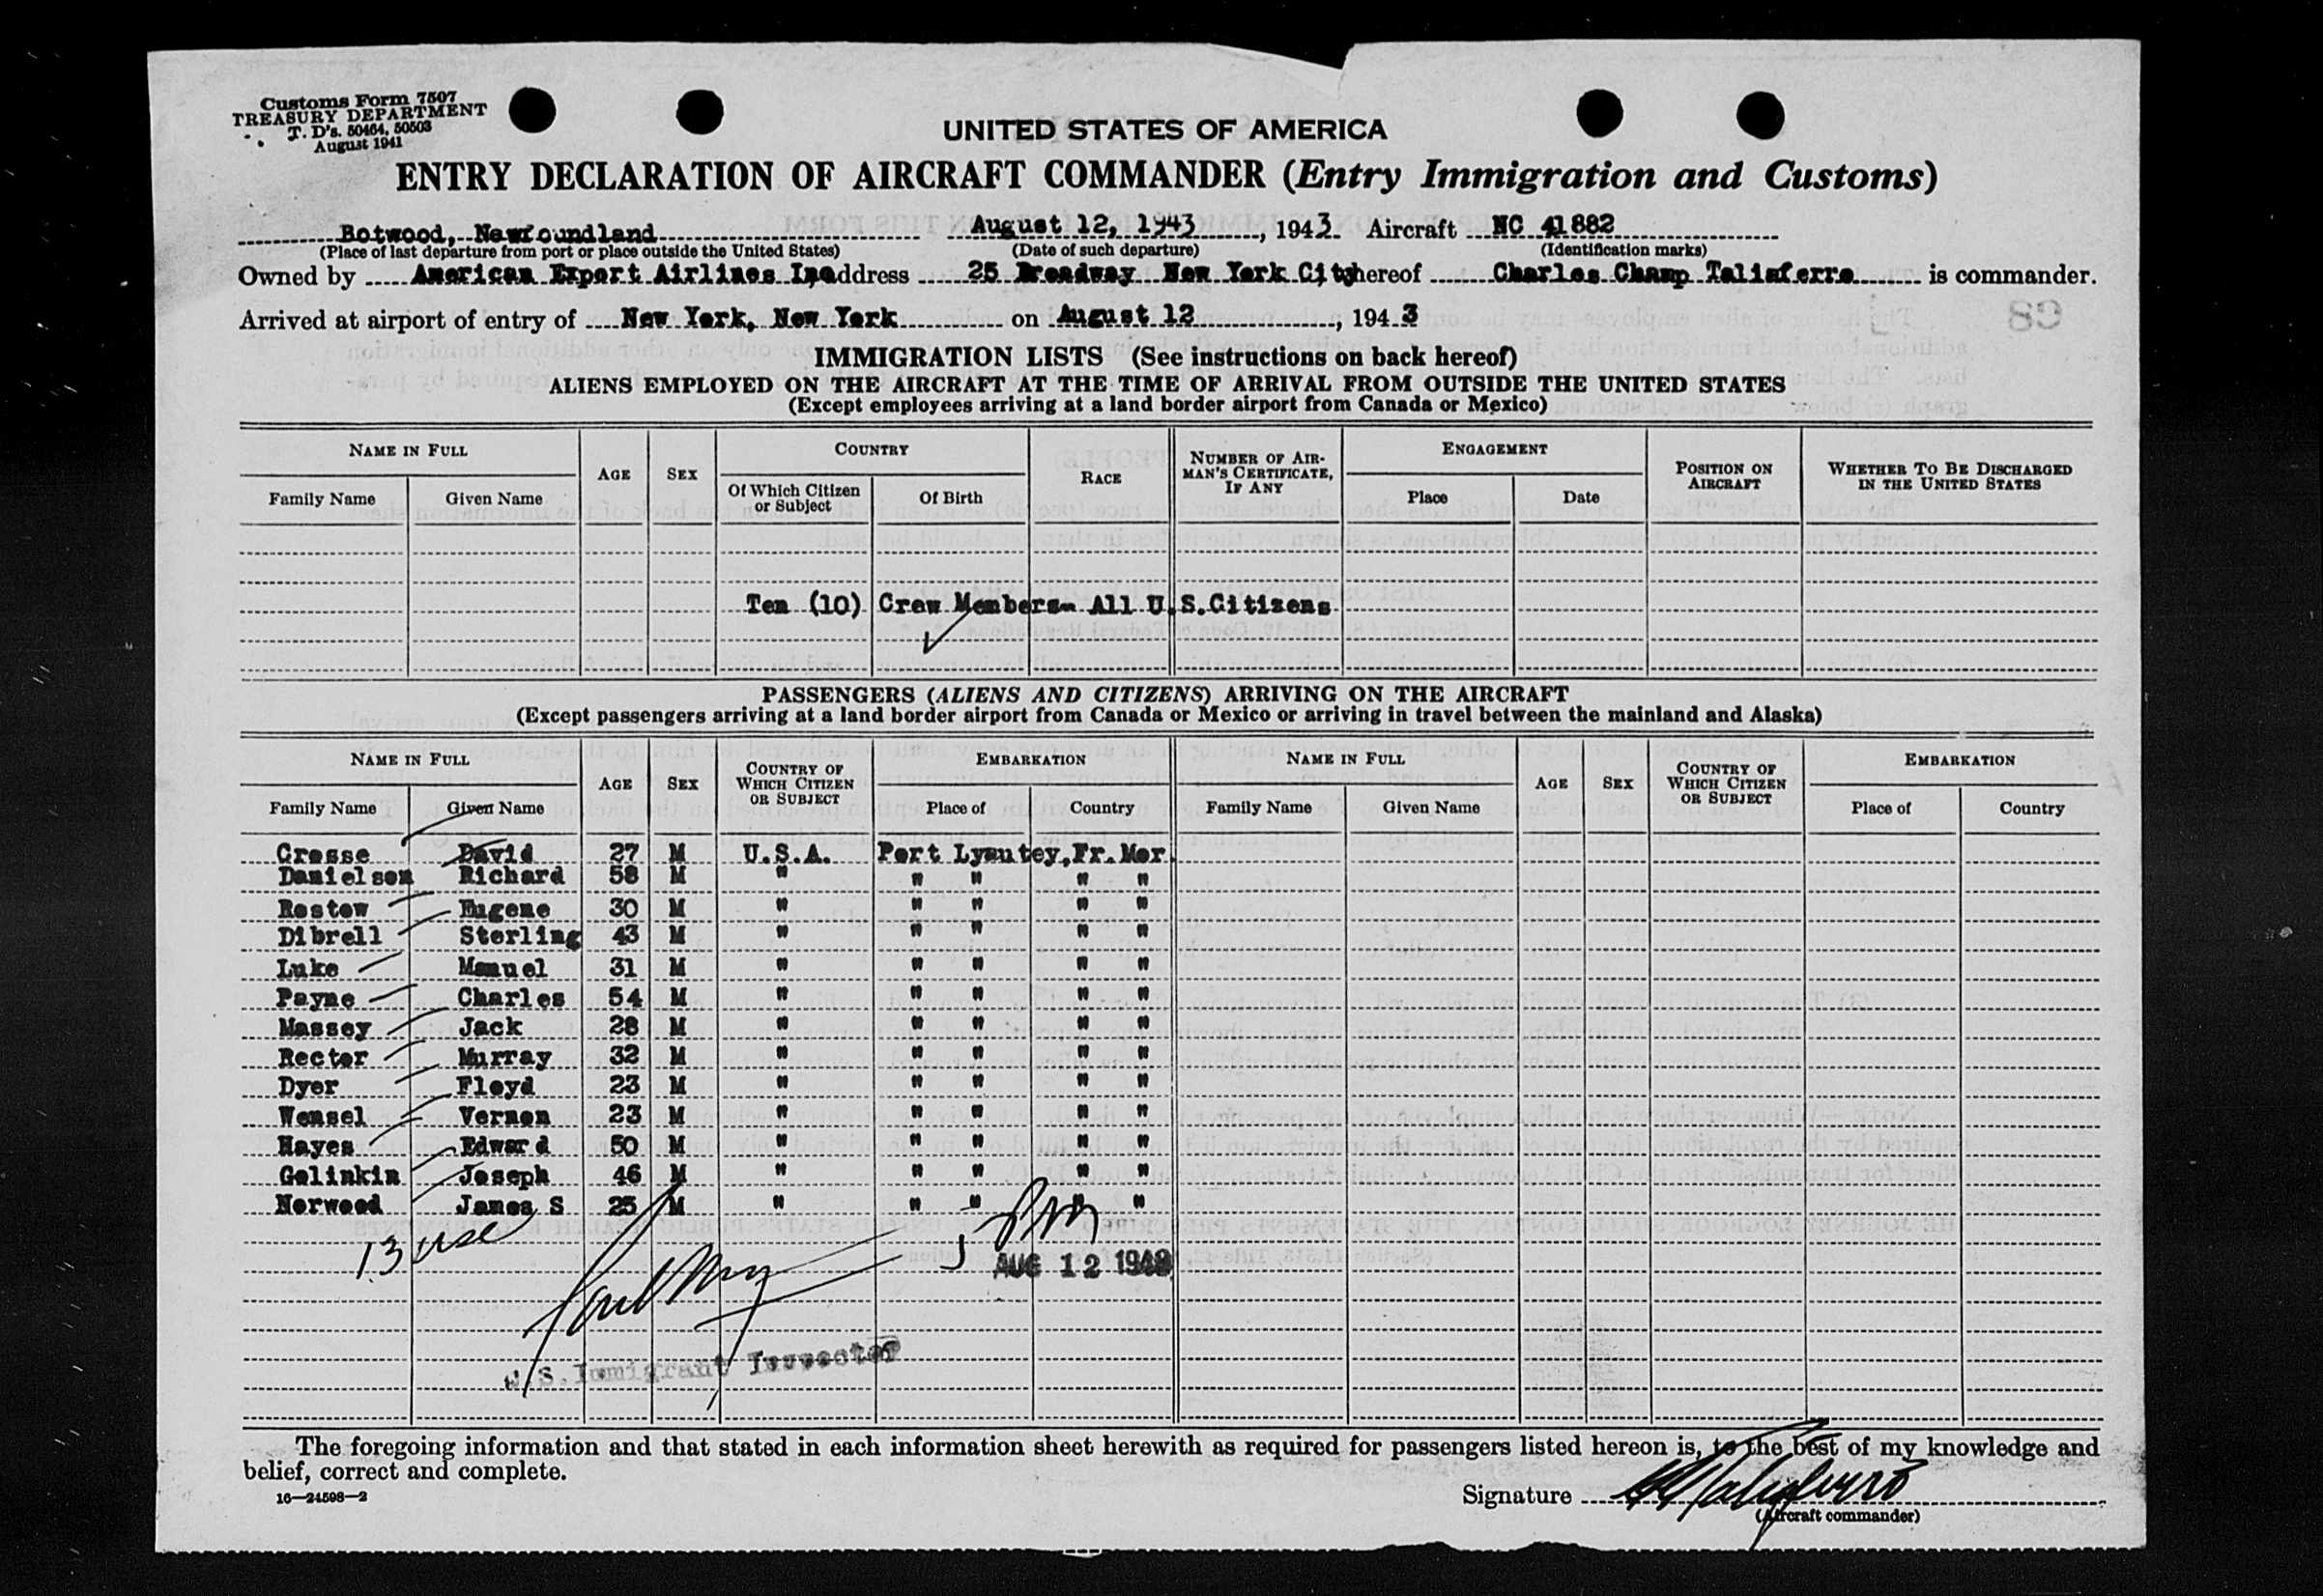 Customs Form 7507
TREASURY DEPARTMENT
T. D's. 50464, 50503
August 1941
UNITED STATES OF AMERICA
ENTRY DECLARATION OF AIRCRAFT COMMANDER (Entry Immigration and Customs)
Botwood, Newfoundland August 12, 1943, 1943 Aircraft NC 41882
(Place of last departure from port or place outside the United States) (Date of such departure) (Identification marks)
Owned by American Export Airlines Inc address 25 Broadway New York City hereof Charles Champ Taliaferro is commander.
Arrived at airport of entry of New York, New York on August 12, 1943
IMMIGRATION LISTS (See instructions on back hereof)
ALIENS EMPLOYED ON THE AIRCRAFT AT THE TIME OF ARRIVAL FROM OUTSIDE THE UNITED STATES
(Except employees arriving at a land border airport from Canada or Mexico)
NAME IN FULL AGE SEX COUNTRY RACE NUMBER OF AIRMAN'S CERTIFICATE, IF ANY ENGAGEMENT POSITION ON AIRCRAFT WHETHER TO BE DISCHARGED IN THE UNITED STATES
Family Name Given Name Of Which Citizen or Subject Of Birth Place Date
Ten (10) Crew Members- All U.S.Citizens
PASSENGERS (ALIENS AND CITIZENS) ARRIVING ON THE AIRCRAFT
(Except passengers arriving at a land border airport from Canada or Mexico or arriving in travel between the mainland and Alaska)
NAME IN FULL AGE SEX COUNTRY OF WHICH CITIZEN OR SUBJECT EMBARKATION NAME IN FULL AGE SEX COUNTRY OF WHICH CITIZEN OR SUBJECT EMBARKATION
Family Name Given Name Place of Country Family Name Given Name Place of Country
Crosse David 27 M U.S.A. Port Lyautey,Fr.Mor.
Danielson Richard 58 M " " " " "
Rostow Eugene 30 M " " " " "
Dibrell Sterling 43 M " " " " "
Luke Manuel 31 M " " " " "
Payne Charles 54 M " " " " "
Massey Jack 28 M " " " " "
Rector Murray 32 M " " " " "
Dyer Floyd 23 M " " " " "
Wensel Vernon 23 M " " " " "
Hayes Edward 50 M " " " " "
Golinkin Joseph 46 M " " " " "
Norwood James S 25 M " " " " "
13 USC
AUG 12 1943
U.S. Immigrant Inspector
The foregoing information and that stated in each information sheet herewith as required for passengers listed hereon is, to the best of my knowledge and
belief, correct and complete.
16—24598—2
Signature CC Taliaferro
(Aircraft commander)